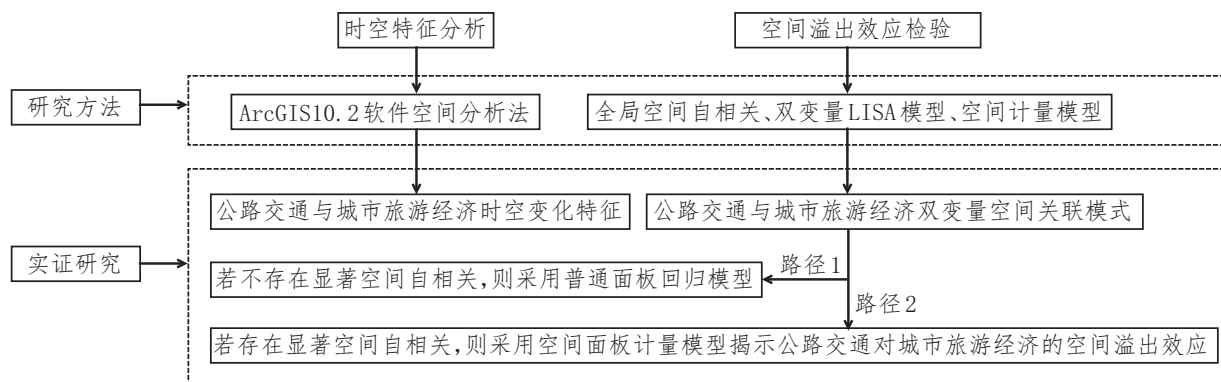 时空特征分析
空间溢出效应检验
研究方法
ArcGIS10.2软件空间分析法
全局空间自相关、双变量LISA模型、空间计量模型
公路交通与城市旅游经济时空变化特征
公路交通与城市旅游经济双变量空间关联模式
实证研究
若不存在显著空间自相关,则采用普通面板回归模型
路径1
路径2
若存在显著空间自相关,则采用空间面板计量模型揭示公路交通对城市旅游经济的空间溢出效应